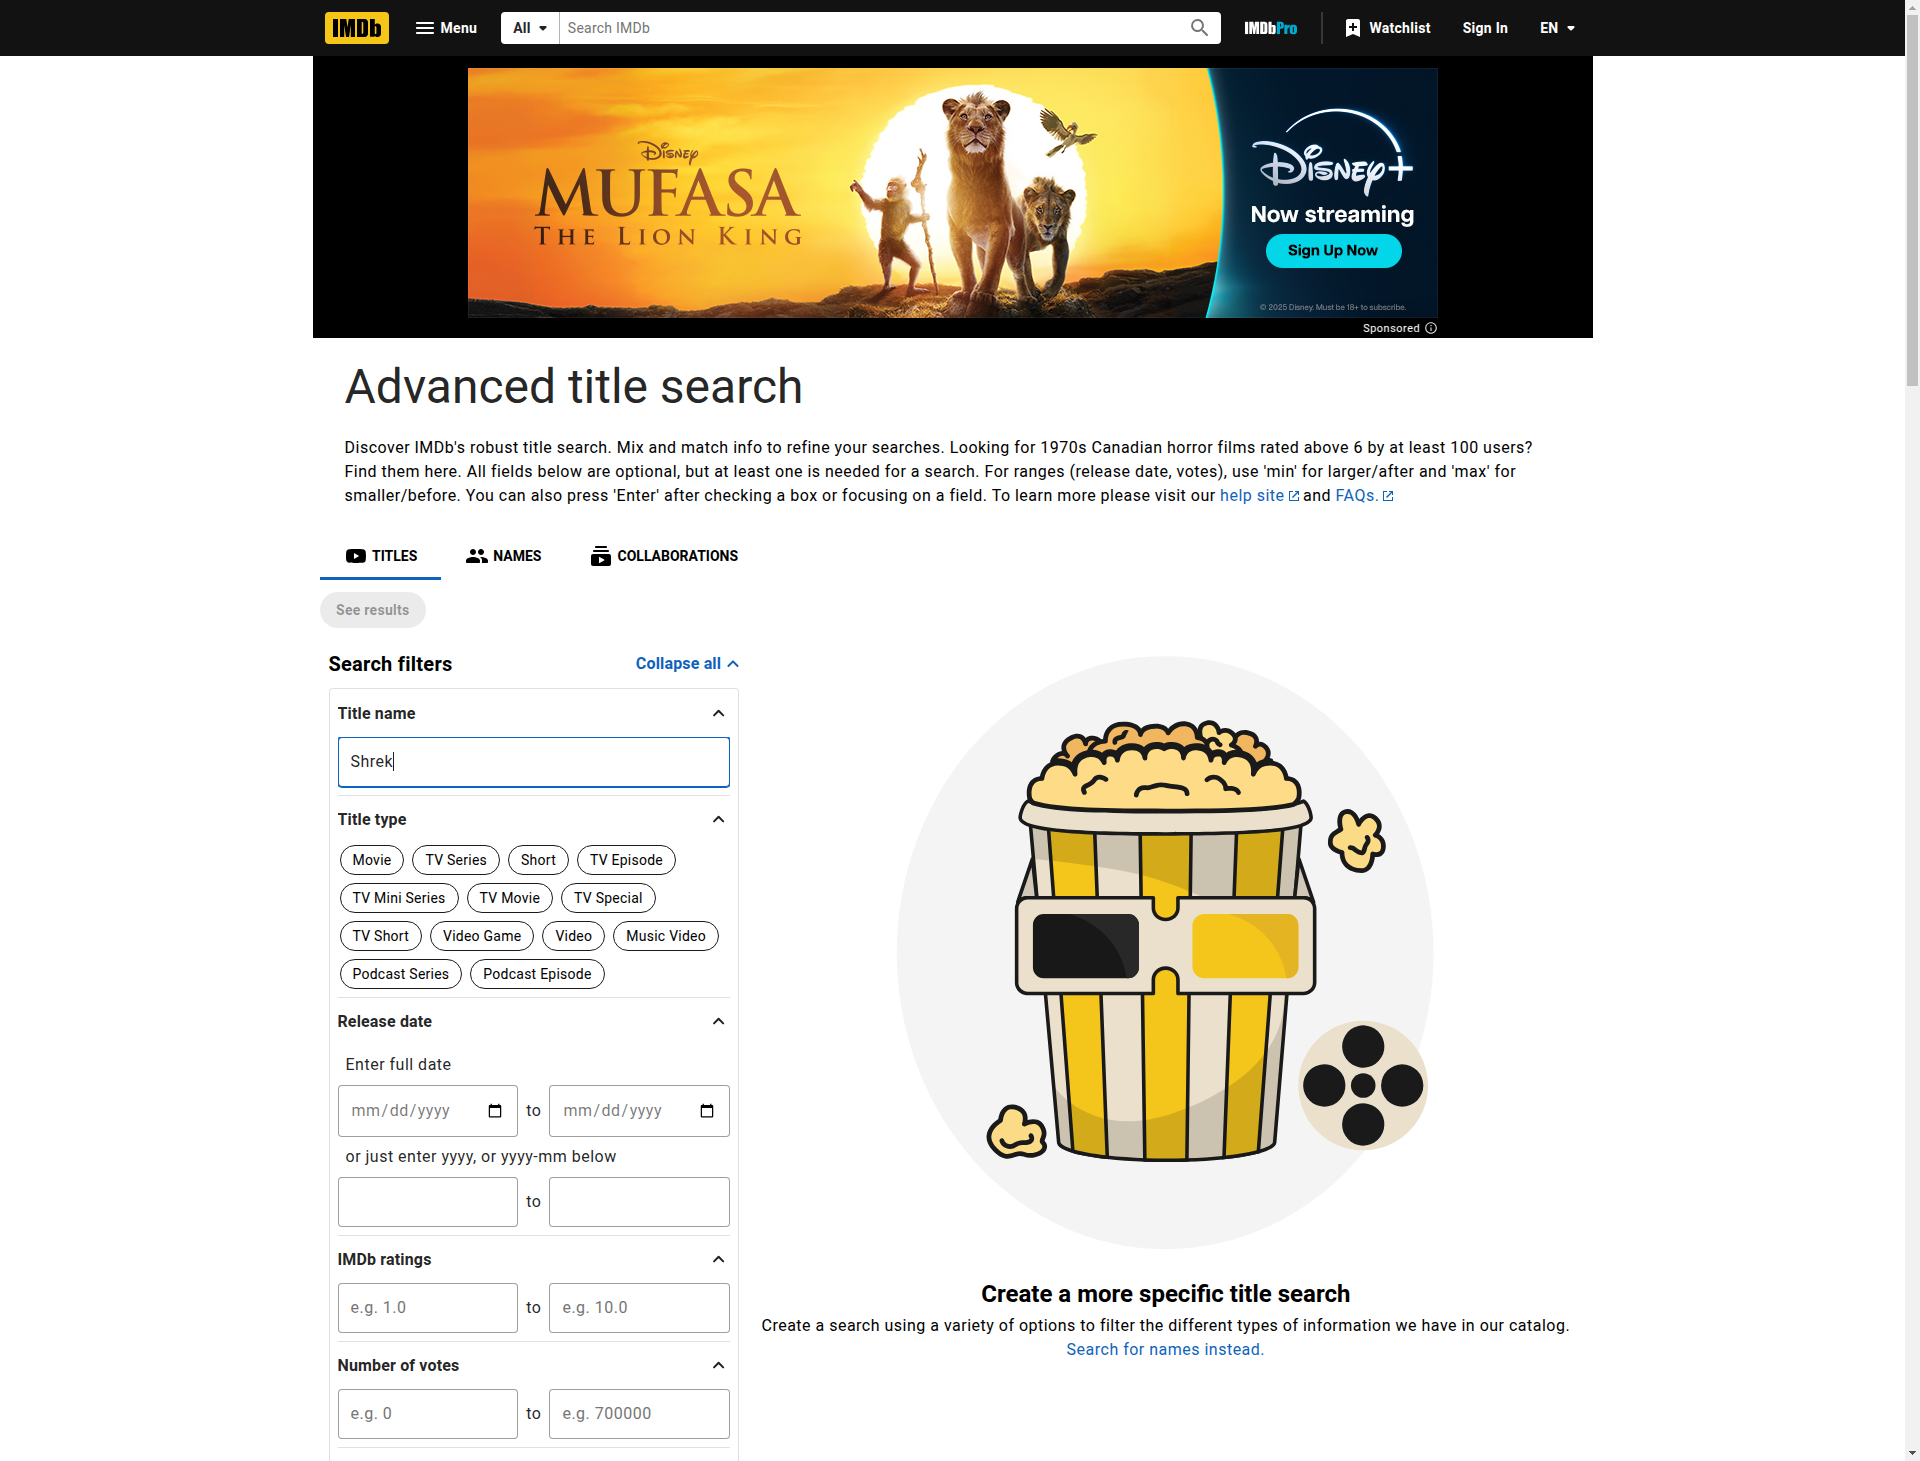 IMDb Menu All Search IMDb IMDbPro Watchlist Sign In EN
Disney
MUFASA
THE LION KING
Disney+
Now streaming
Sign Up Now
© 2025 Disney. Must be 18+ to subscribe.
Sponsored
Advanced title search
Discover IMDb's robust title search. Mix and match info to refine your searches. Looking for 1970s Canadian horror films rated above 6 by at least 100 users?
Find them here. All fields below are optional, but at least one is needed for a search. For ranges (release date, votes), use 'min' for larger/after and 'max' for
smaller/before. You can also press 'Enter' after checking a box or focusing on a field. To learn more please visit our help site and FAQs.
TITLES NAMES COLLABORATIONS
See results
Search filters Collapse all
Title name
Shrek
Title type
Movie TV Series Short TV Episode
TV Mini Series TV Movie TV Special
TV Short Video Game Video Music Video
Podcast Series Podcast Episode
Release date
Enter full date
mm/dd/yyyy to mm/dd/yyyy
or just enter yyyy, or yyyy-mm below
to
IMDb ratings
e.g. 1.0 to e.g. 10.0
Number of votes
e.g. 0 to e.g. 700000
Create a more specific title search
Create a search using a variety of options to filter the different types of information we have in our catalog.
Search for names instead.